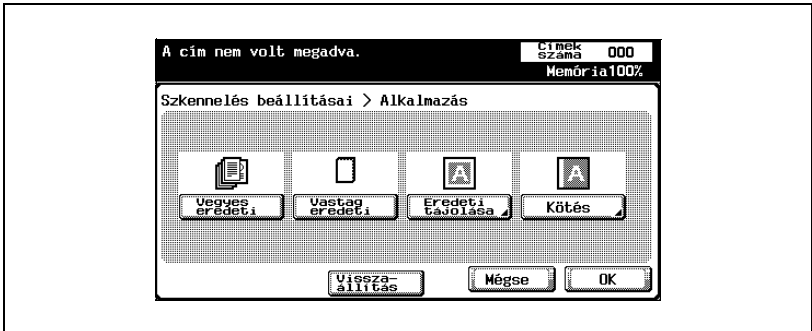 A cím nem volt megadva.
Címek száma 000
Memória100%
Szkennelés beállításai > Alkalmazás
A
A
Vegyes eredeti
Vastag eredeti
Eredeti tájolása
Kötés
Vissza-
állítás
Mégse
OK